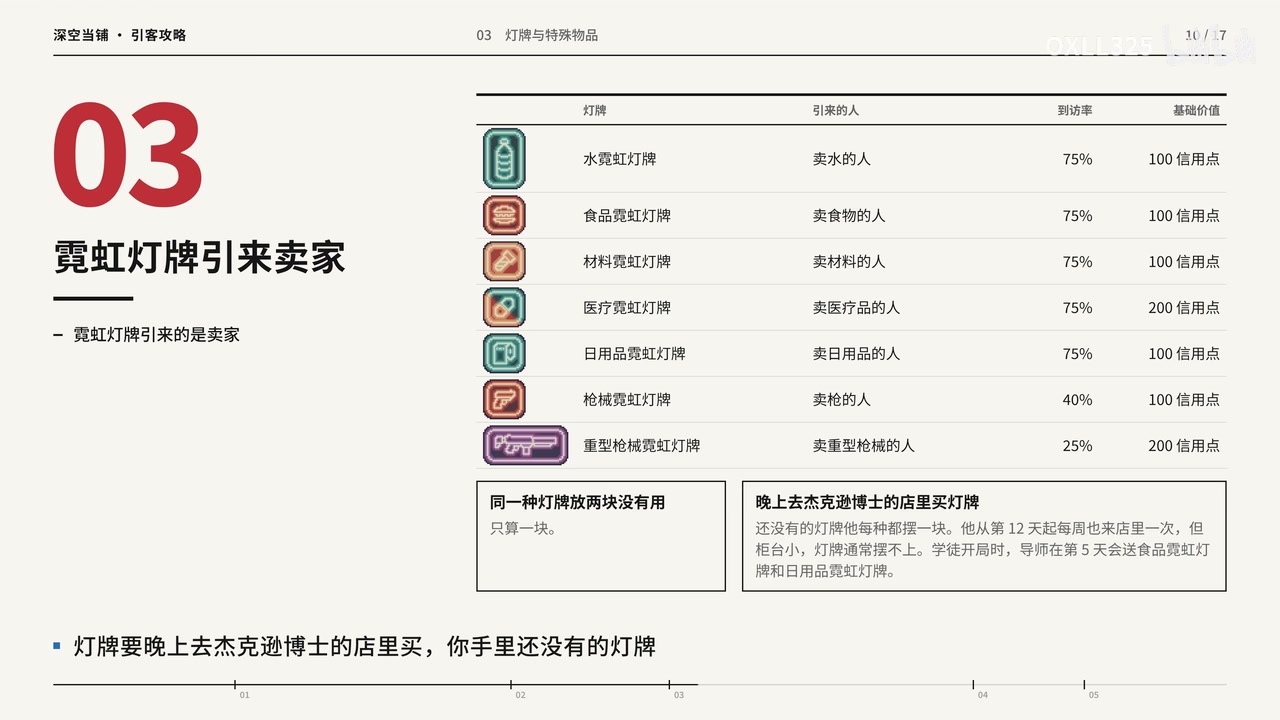 深空当铺 · 引客攻略
03 灯牌与特殊物品
10 / 17
QXLL325
bilibili
03
霓虹灯牌引来卖家
– 霓虹灯牌引来的是卖家
灯牌 引来的人 到访率 基础价值
水霓虹灯牌 卖水的人 75% 100 信用点
食品霓虹灯牌 卖食物的人 75% 100 信用点
材料霓虹灯牌 卖材料的人 75% 100 信用点
医疗霓虹灯牌 卖医疗品的人 75% 200 信用点
日用品霓虹灯牌 卖日用品的人 75% 100 信用点
枪械霓虹灯牌 卖枪的人 40% 100 信用点
重型枪械霓虹灯牌 卖重型枪械的人 25% 200 信用点
同一种灯牌放两块没有用
只算一块。
晚上去杰克逊博士的店里买灯牌
还没有的灯牌他每种都摆一块。他从第 12 天起每周也来店里一次，但
柜台小，灯牌通常摆不上。学徒开局时，导师在第 5 天会送食品霓虹灯
牌和日用品霓虹灯牌。
灯牌要晚上去杰克逊博士的店里买，你手里还没有的灯牌
01 02 03 04 05